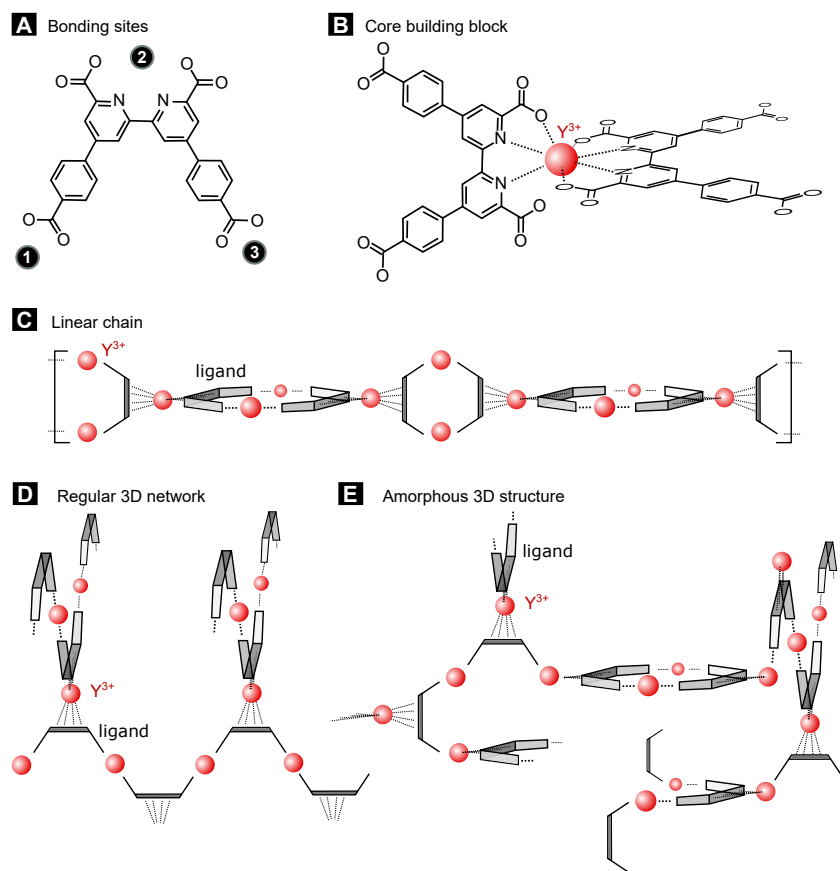 A Bonding sites
2
O O O O
N N
O O
O O
1
3
B Core building block
O
O O
Y³⁺
O
O
N N
O
O
N N
O
O
O
O
O
O O
O
C Linear chain
Y³⁺
ligand
D Regular 3D network
Y³⁺
ligand
E Amorphous 3D structure
ligand
Y³⁺